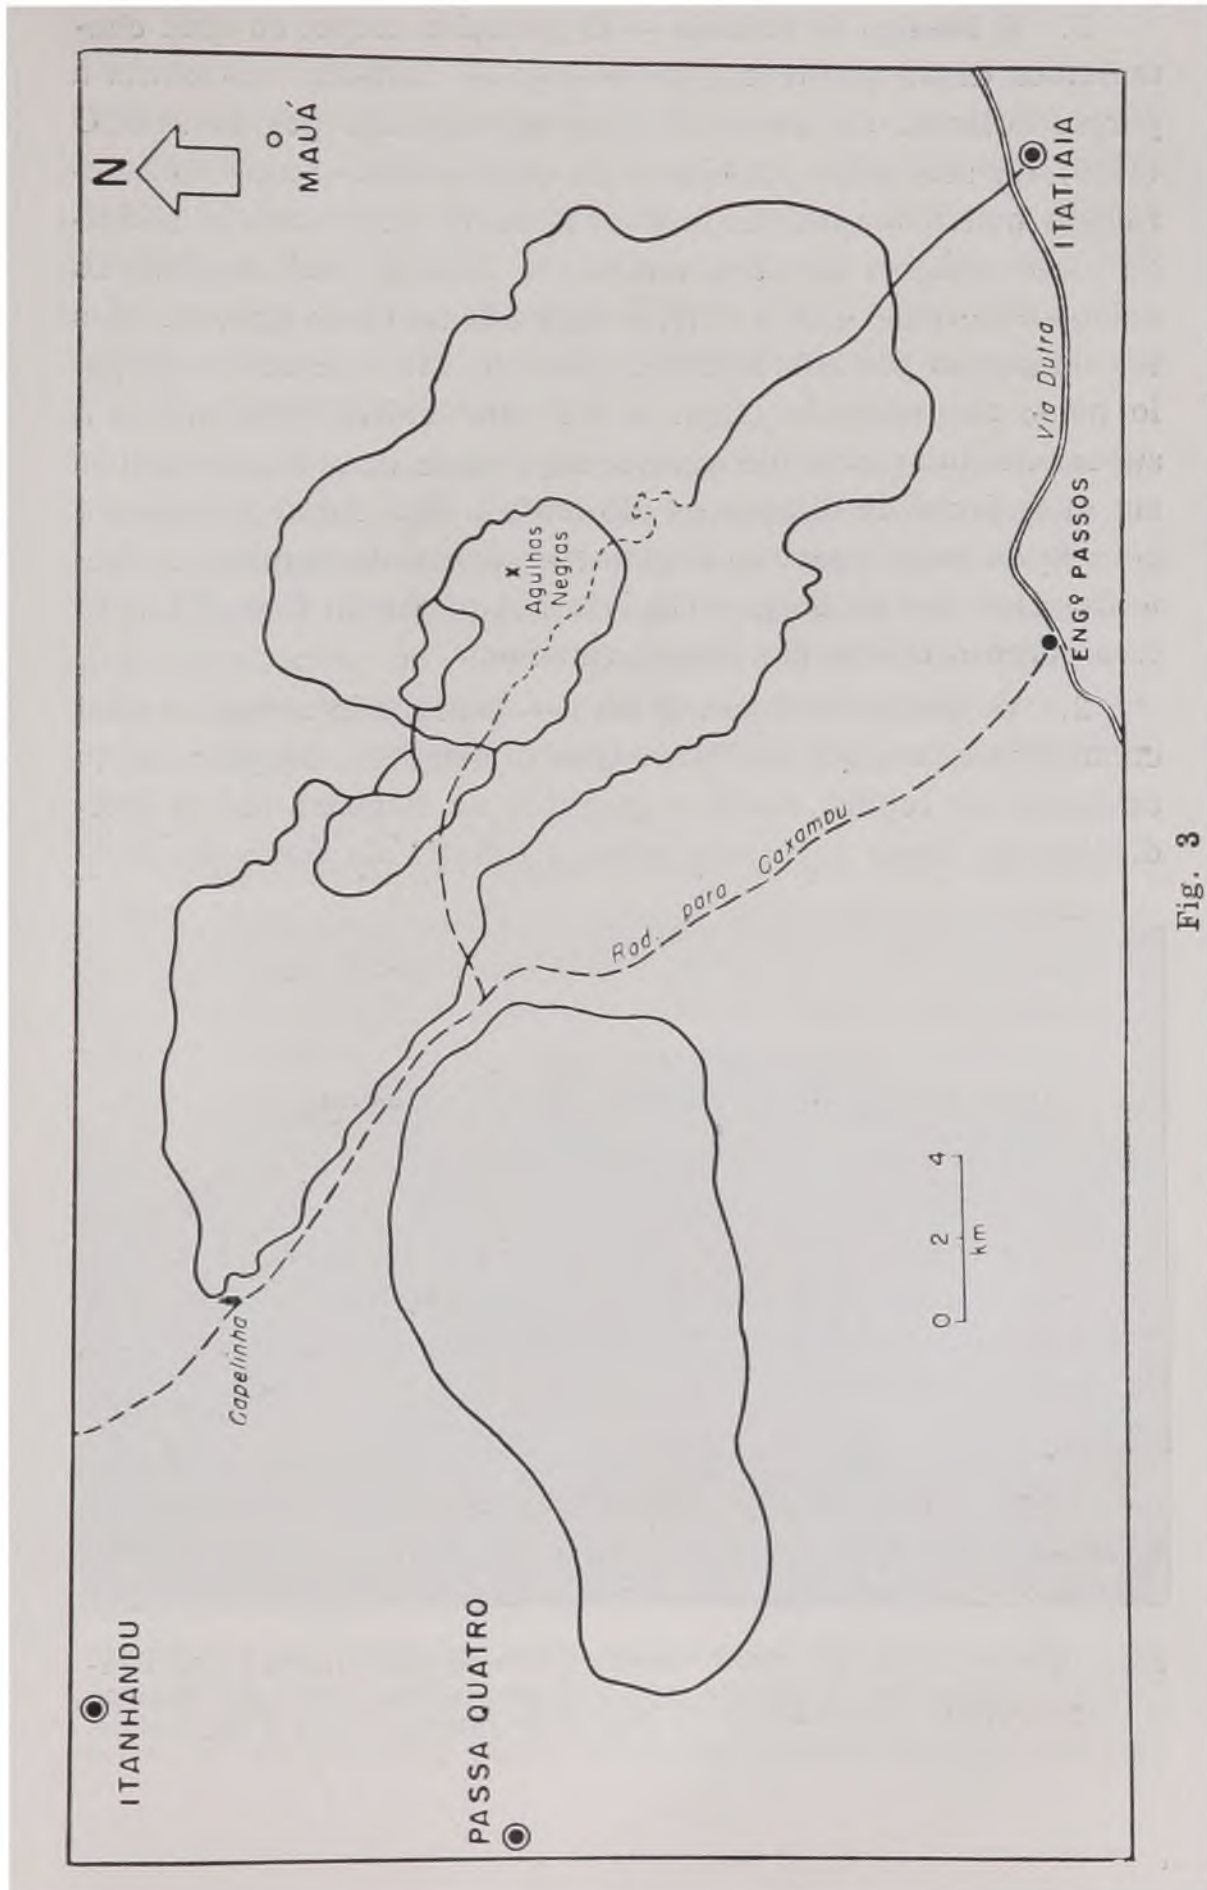 ITANHANDU
N
MAUÁ
Capelinha
PASSA QUATRO
Agulhas
Negras
Rod. para Caxambu
0 2 4
km
Via Dutra
ENGº PASSOS
ITATIAIA
Fig. 3